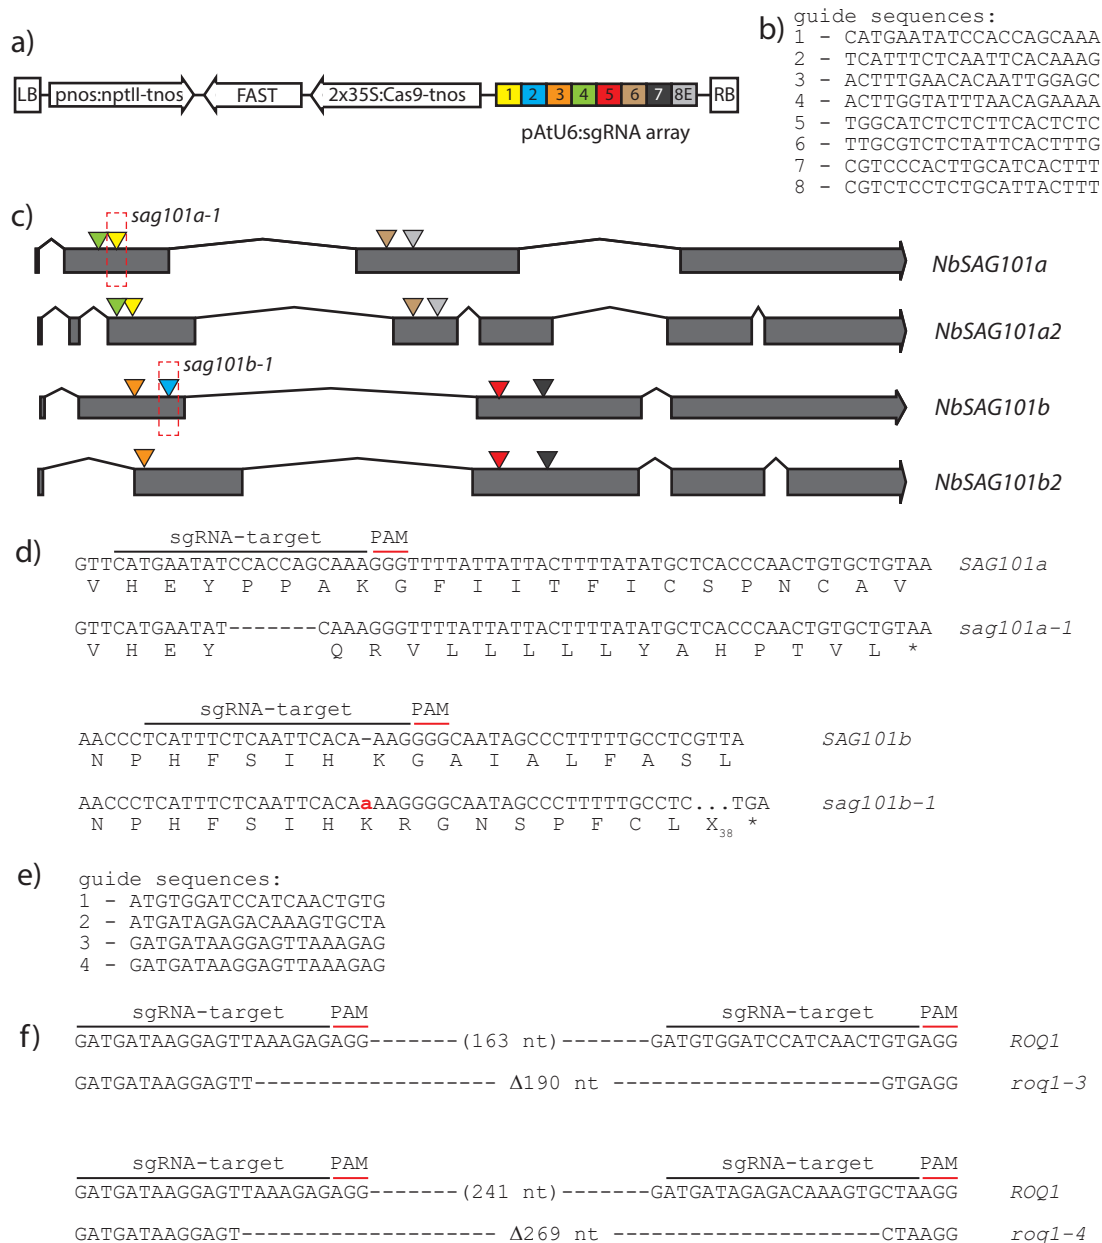 a)
LB pnos:nptII-tnos FAST 2x35S:Cas9-tnos 1 2 3 4 5 6 7 8E RB
pAtU6:sgRNA array
b)
guide sequences:
1 - CATGAATATCCACCAGCAAA
2 - TCATTTCTCAATTCACAAAG
3 - ACTTTGAACACAATTGGAGC
4 - ACTTGGTATTTAACAGAAAA
5 - TGGCATCTCTCTTCACTCTC
6 - TTGCGTCTCTATTCACTTTG
7 - CGTCCCACTTGCATCACTTT
8 - CGTCTCCTCTGCATTACTTT
c)
sag101a-1
NbSAG101a
NbSAG101a2
sag101b-1
NbSAG101b
NbSAG101b2
d)
sgRNA-target PAM
GTTCATGAATATCCACCAGCAAAGGGTTTTATTATTACTTTTATATGCTCACCCAACTGTGCTGTAA SAG101a
V H E Y P P A K G F I I T F I C S P N C A V
GTTCATGAATAT-------CAAAGGGTTTTATTATTACTTTTATATGCTCACCCAACTGTGCTGTAA sag101a-1
V H E Y Q R V L L L L L Y A H P T V L *
sgRNA-target PAM
AACCCTCATTTCTCAATTCACA-AAGGGGCAATAGCCCTTTTTGCCTCGTTA SAG101b
N P H F S I H K G A I A L F A S L
AACCCTCATTTCTCAATTCACAaAAGGGGCAATAGCCCTTTTTGCCTC...TGA sag101b-1
N P H F S I H K R G N S P F C L X38 *
e)
guide sequences:
1 - ATGTGGATCCATCAACTGTG
2 - ATGATAGAGACAAAGTGCTA
3 - GATGATAAGGAGTTAAAGAG
4 - GATGATAAGGAGTTAAAGAG
f)
sgRNA-target PAM sgRNA-target PAM
GATGATAAGGAGTTAAAGAGAGG-------(163 nt)-------GATGTGGATCCATCAACTGTGAGG ROQ1
GATGATAAGGAGTT-------------------- Δ190 nt ---------------------GTGAGG roq1-3
sgRNA-target PAM sgRNA-target PAM
GATGATAAGGAGTTAAAGAGAGG-------(241 nt)-------GATGATAGAGACAAAGTGCTAAGG ROQ1
GATGATAAGGAGT--------------------- Δ269 nt ---------------------CTAAGG roq1-4